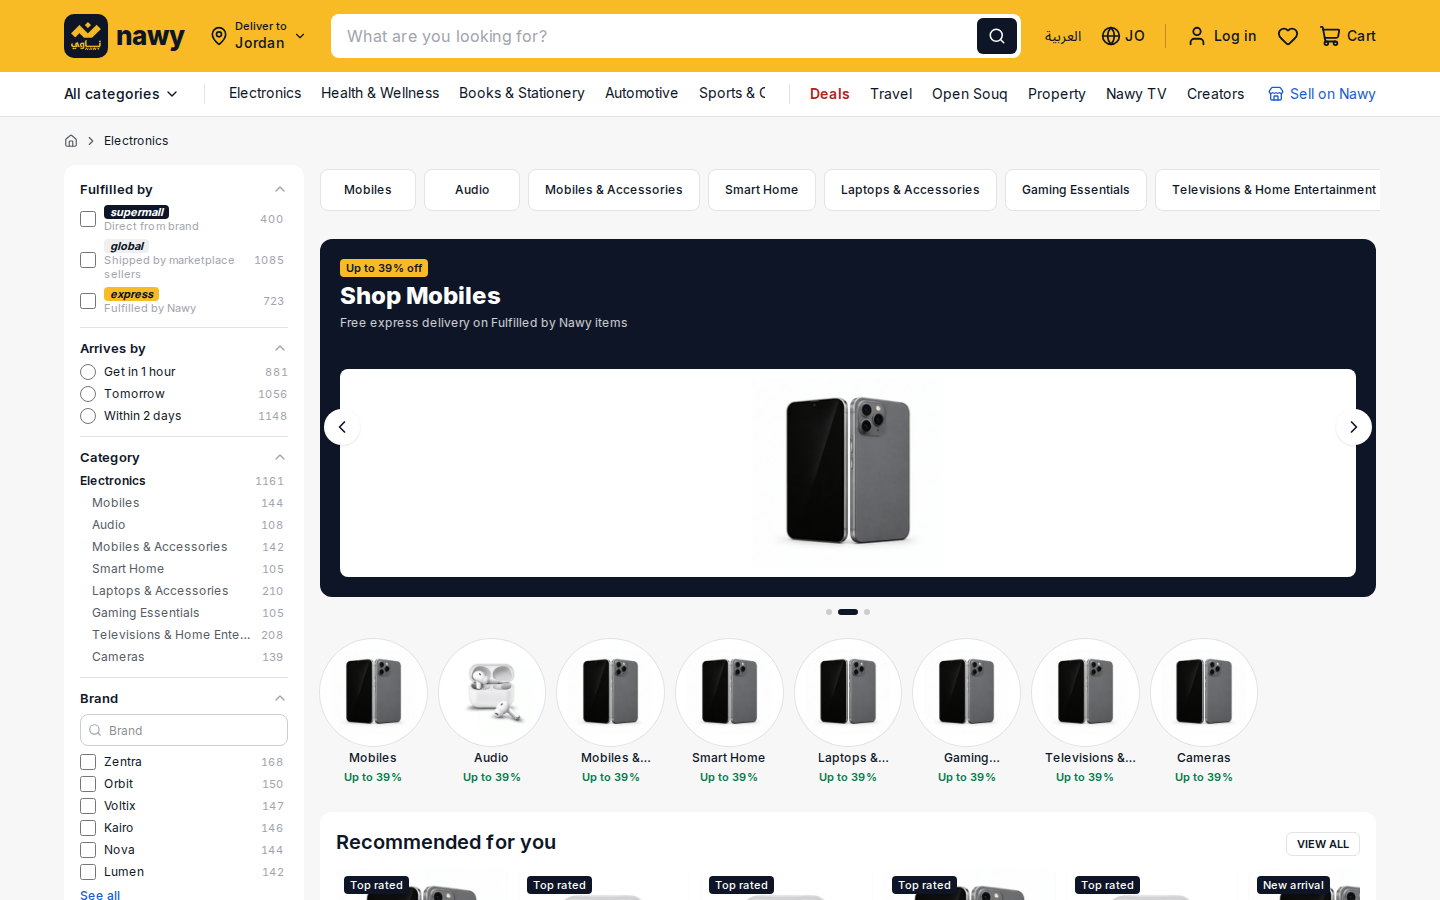 ناوي
NAWY
nawy
Deliver to
Jordan
What are you looking for?
العربية
JO
Log in
Cart
All categories
Electronics
Health & Wellness
Books & Stationery
Automotive
Sports & O
Deals
Travel
Open Souq
Property
Nawy TV
Creators
Sell on Nawy
Electronics
Fulfilled by
supermall
Direct from brand
400
global
Shipped by marketplace
sellers
1085
express
Fulfilled by Nawy
723
Arrives by
Get in 1 hour
881
Tomorrow
1056
Within 2 days
1148
Category
Electronics
1161
Mobiles
144
Audio
108
Mobiles & Accessories
142
Smart Home
105
Laptops & Accessories
210
Gaming Essentials
105
Televisions & Home Ente...
208
Cameras
139
Brand
Brand
Zentra
168
Orbit
150
Voltix
147
Kairo
146
Nova
144
Lumen
142
See all
Mobiles
Audio
Mobiles & Accessories
Smart Home
Laptops & Accessories
Gaming Essentials
Televisions & Home Entertainment
Up to 39% off
Shop Mobiles
Free express delivery on Fulfilled by Nawy items
Mobiles
Up to 39%
Audio
Up to 39%
Mobiles &...
Up to 39%
Smart Home
Up to 39%
Laptops &...
Up to 39%
Gaming...
Up to 39%
Televisions &...
Up to 39%
Cameras
Up to 39%
Recommended for you
VIEW ALL
Top rated
Top rated
Top rated
Top rated
Top rated
New arrival